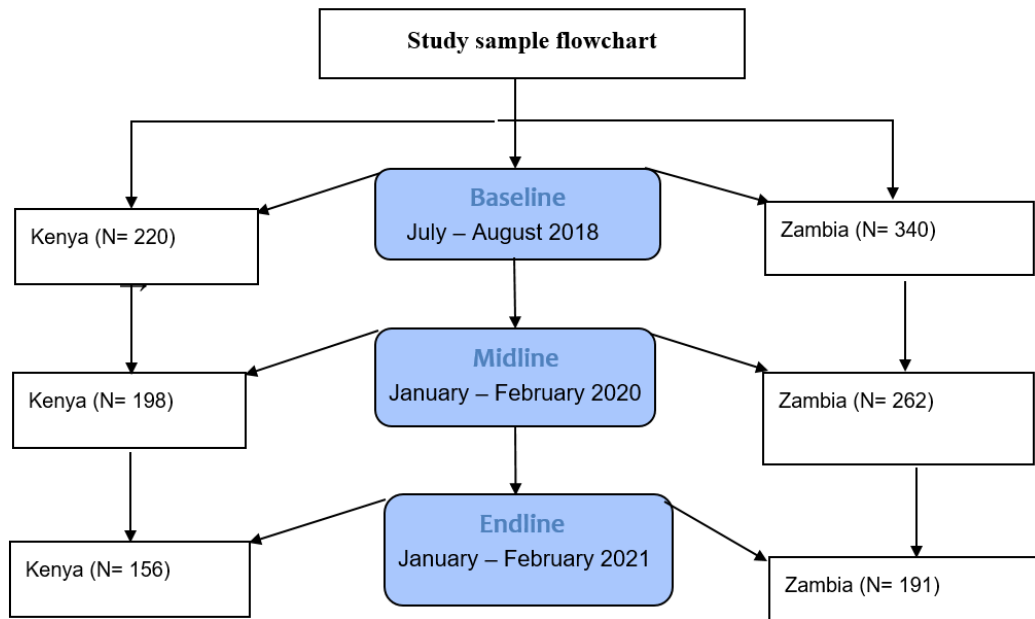 Study sample flowchart
Baseline
July – August 2018
Kenya (N= 220)
Zambia (N= 340)
Midline
January – February 2020
Kenya (N= 198)
Zambia (N= 262)
Endline
January – February 2021
Kenya (N= 156)
Zambia (N= 191)